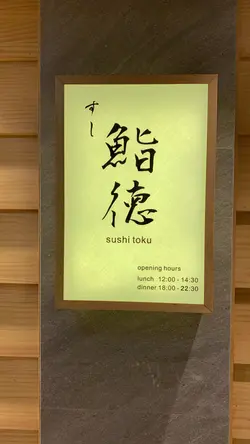 すし
鮨徳
sushi toku
opening hours
lunch 12:00 - 14:30
dinner 18:00 - 22:30